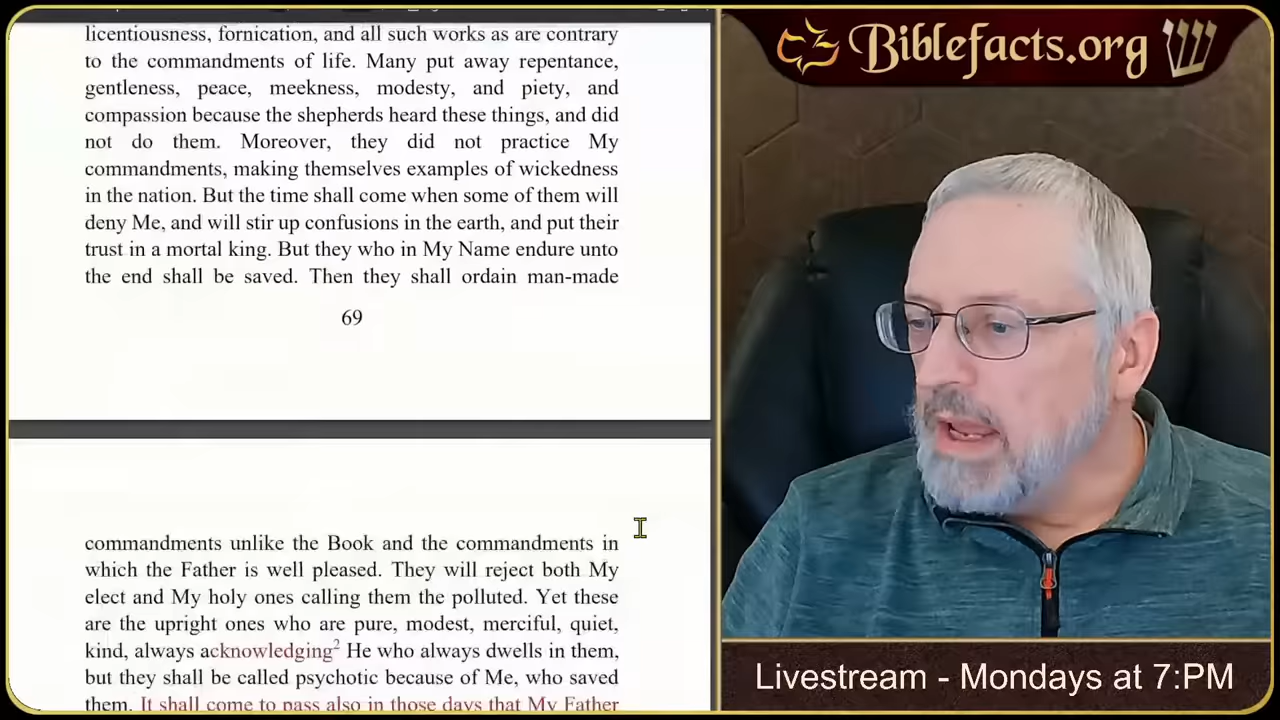 licentiousness, fornication, and all such works as are contrary
to the commandments of life. Many put away repentance,
gentleness, peace, meekness, modesty, and piety, and
compassion because the shepherds heard these things, and did
not do them. Moreover, they did not practice My
commandments, making themselves examples of wickedness
in the nation. But the time shall come when some of them will
deny Me, and will stir up confusions in the earth, and put their
trust in a mortal king. But they who in My Name endure unto
the end shall be saved. Then they shall ordain man-made
69
commandments unlike the Book and the commandments in
which the Father is well pleased. They will reject both My
elect and My holy ones calling them the polluted. Yet these
are the upright ones who are pure, modest, merciful, quiet,
kind, always acknowledging² He who always dwells in them,
but they shall be called psychotic because of Me, who saved
them. It shall come to pass also in those days that My Father
Biblefacts.org
Livestream - Mondays at 7:PM